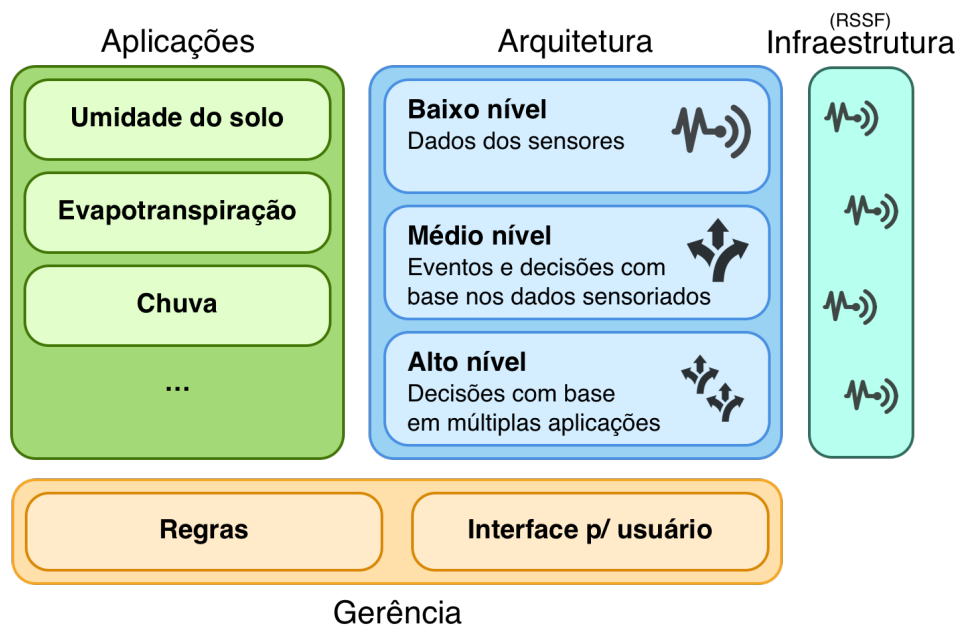 Aplicações
Umidade do solo
Evapotranspiração
Chuva
...
Arquitetura
Baixo nível
Dados dos sensores
Médio nível
Eventos e decisões com
base nos dados sensoriados
Alto nível
Decisões com base
em múltiplas aplicações
(RSSF)
Infraestrutura
Regras
Interface p/ usuário
Gerência